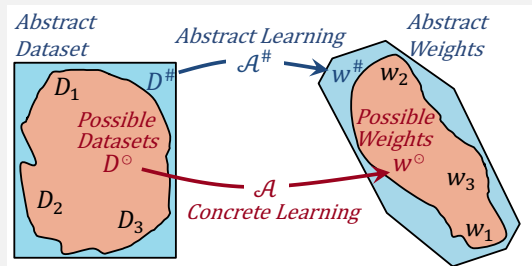 Abstract
Dataset
Abstract Learning
𝒜#
Abstract
Weights
D1
D#
Possible
Datasets
D⊙
D2
D3
w#
w2
Possible
Weights
w⊙
w3
w1
𝒜
Concrete Learning